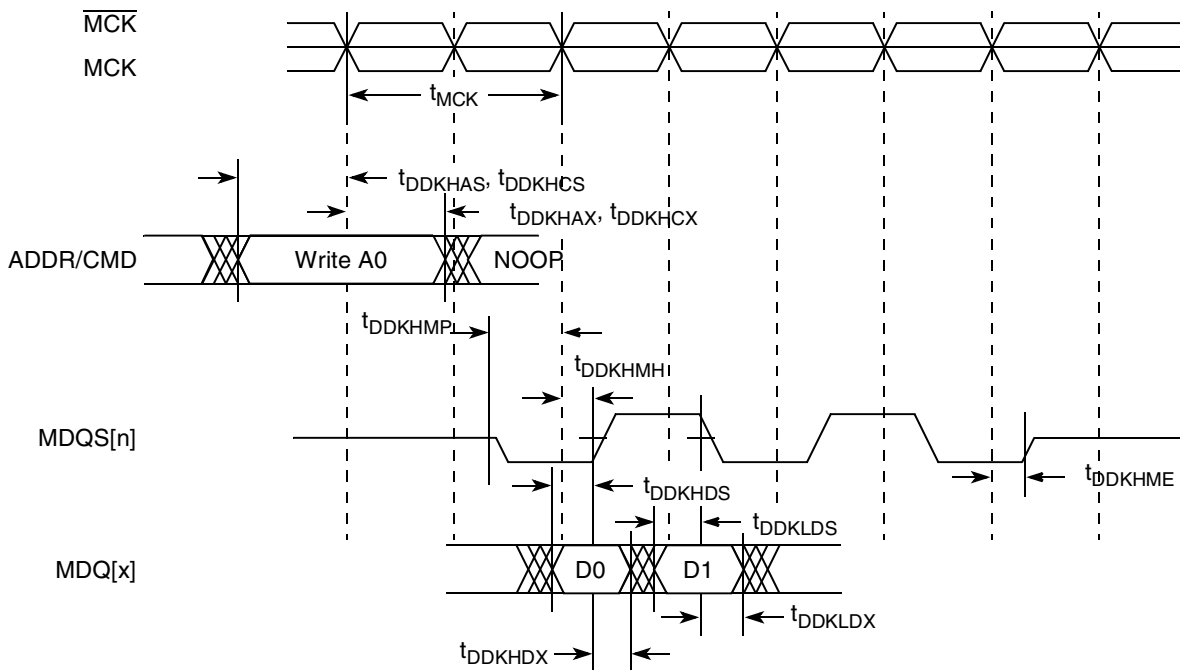 MCK
MCK
tMCK
tDDKHAS, tDDKHCS
tDDKHAX, tDDKHCX
ADDR/CMD
Write A0
NOOP
tDDKHMP
tDDKHMH
MDQS[n]
tDDKHME
tDDKHDS
tDDKLDS
MDQ[x]
D0
D1
tDDKLDX
tDDKHDX